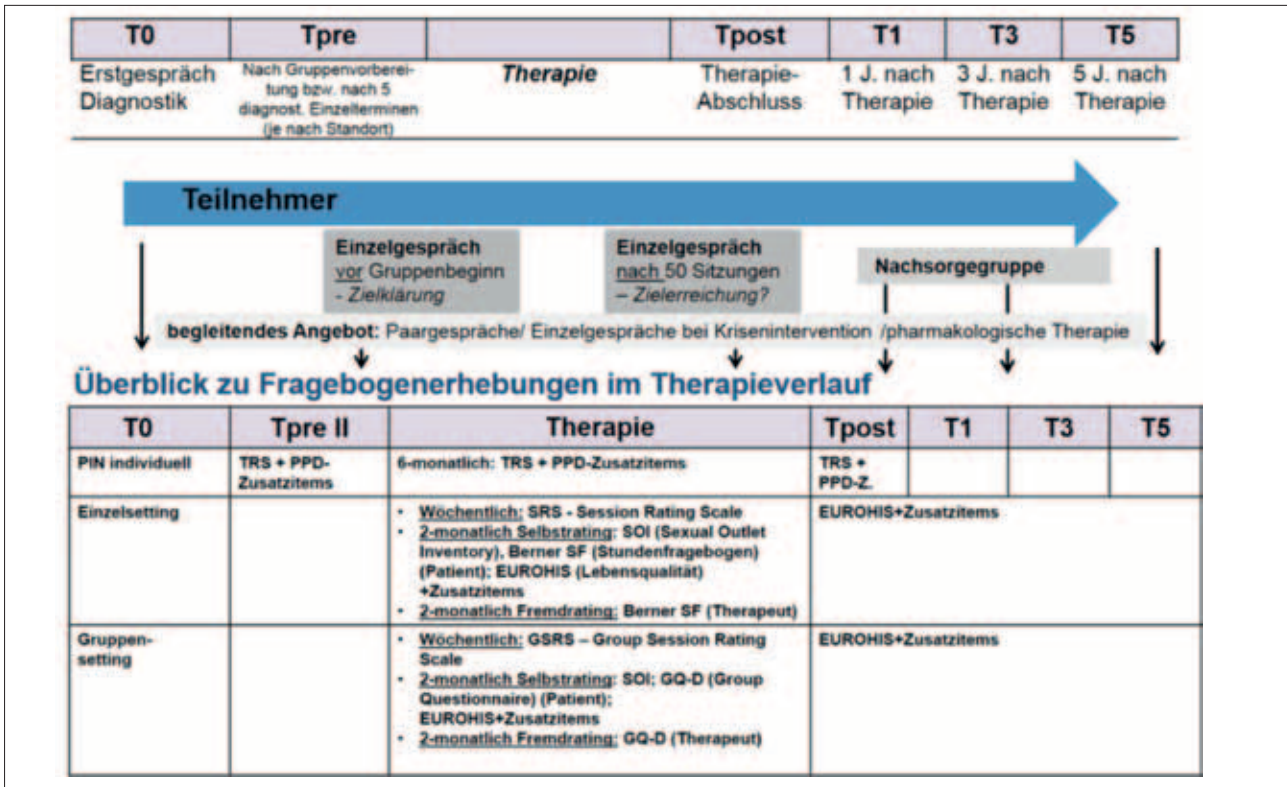 T0 Tpre Tpost T1 T3 T5
Erstgespräch
Diagnostik
Nach Gruppenvorberei-
tung bzw. nach 5
diagnost. Einzelterminen
(je nach Standort)
Therapie
Therapie-
Abschluss
1 J. nach
Therapie
3 J. nach
Therapie
5 J. nach
Therapie
Teilnehmer
Einzelgespräch
vor Gruppenbeginn
- Zielklärung
Einzelgespräch
nach 50 Sitzungen
– Zielerreichung?
Nachsorgegruppe
begleitendes Angebot: Paargespräche/ Einzelgespräche bei Krisenintervention /pharmakologische Therapie
Überblick zu Fragebogenerhebungen im Therapieverlauf
T0 Tpre II Therapie Tpost T1 T3 T5
PIN individuell
TRS + PPD-
Zusatzitems
6-monatlich: TRS + PPD-Zusatzitems
TRS +
PPD-Z.
Einzelsetting
• Wöchentlich: SRS - Session Rating Scale
• 2-monatlich Selbstrating: SOI (Sexual Outlet
Inventory), Berner SF (Stundenfragebogen)
(Patient); EUROHIS (Lebensqualität)
+Zusatzitems
• 2-monatlich Fremdrating: Berner SF (Therapeut)
EUROHIS+Zusatzitems
Gruppen-
setting
• Wöchentlich: GSRS – Group Session Rating
Scale
• 2-monatlich Selbstrating: SOI; GQ-D (Group
Questionnaire) (Patient);
EUROHIS+Zusatzitems
• 2-monatlich Fremdrating: GQ-D (Therapeut)
EUROHIS+Zusatzitems